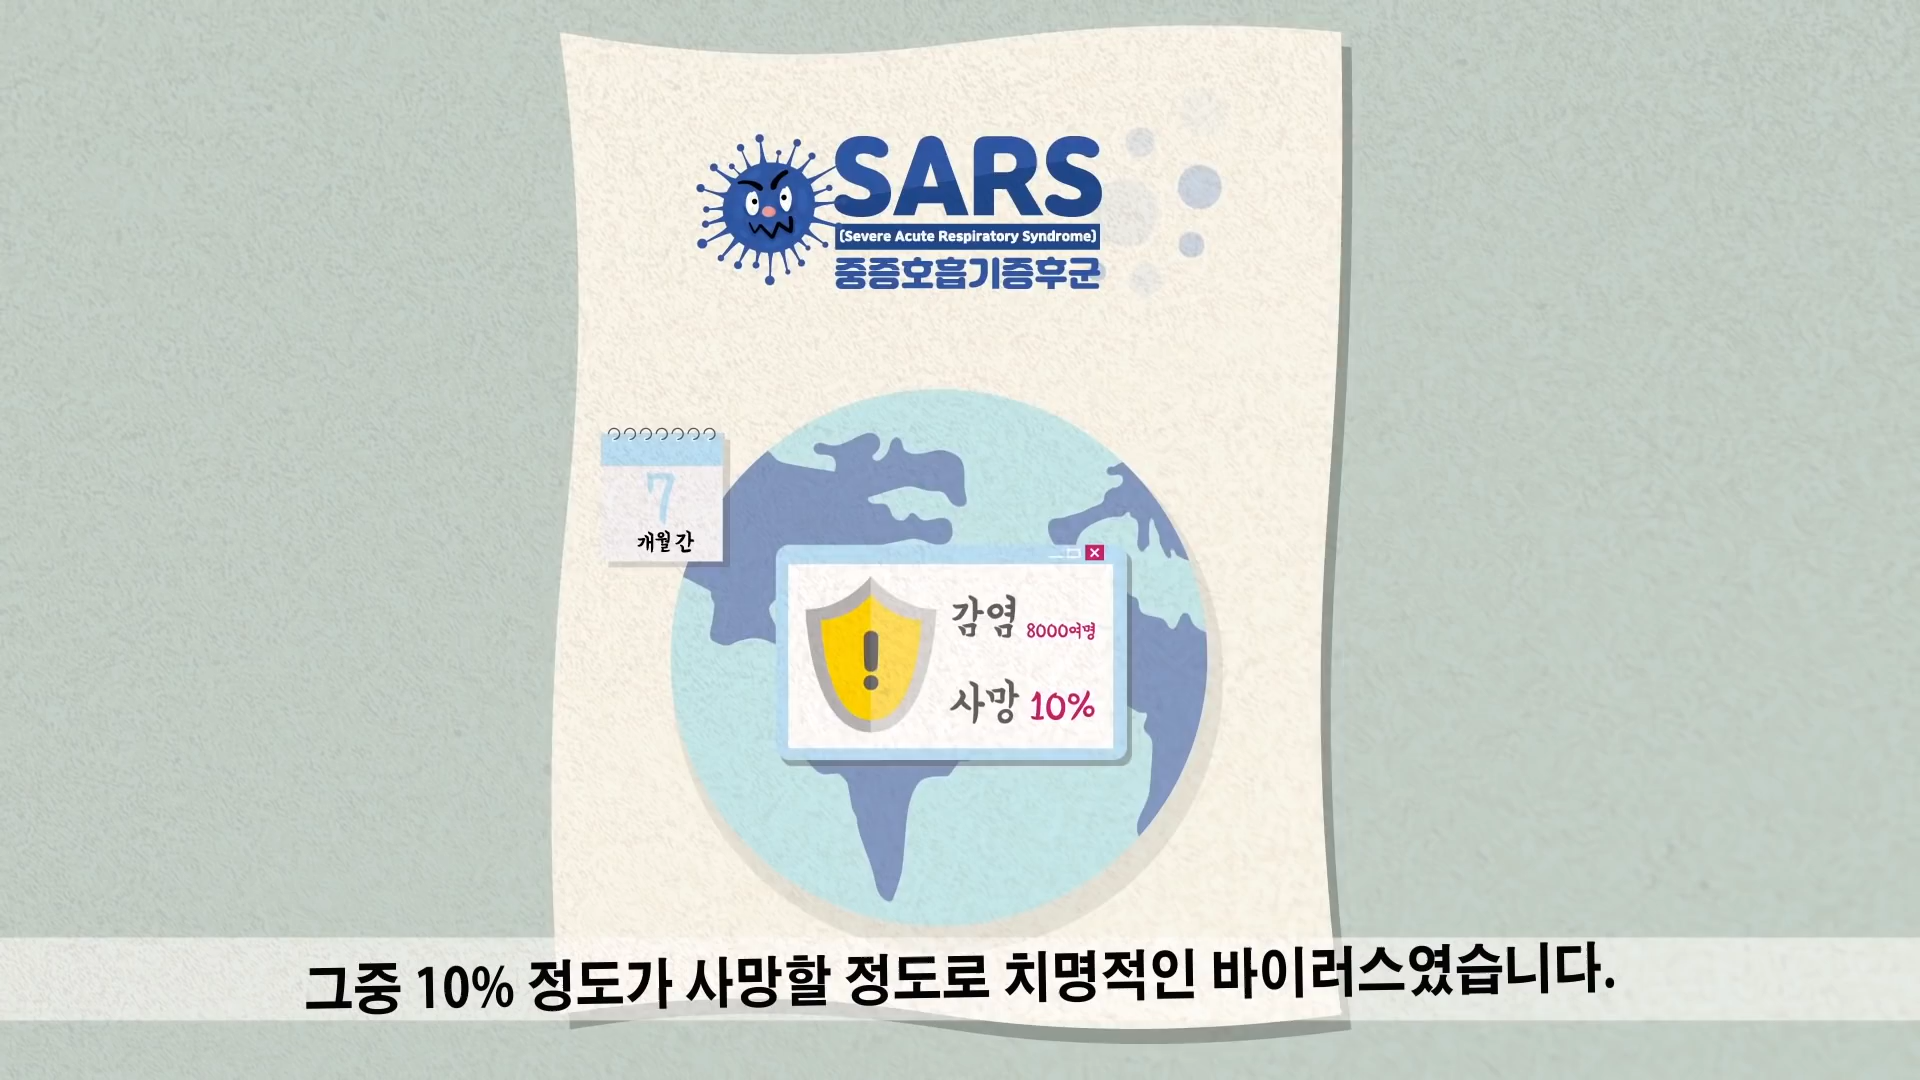 SARS
(Severe Acute Respiratory Syndrome)
중증호흡기증후군
7
개월간
감염 8000여명
사망 10%
그중 10% 정도가 사망할 정도로 치명적인 바이러스였습니다.